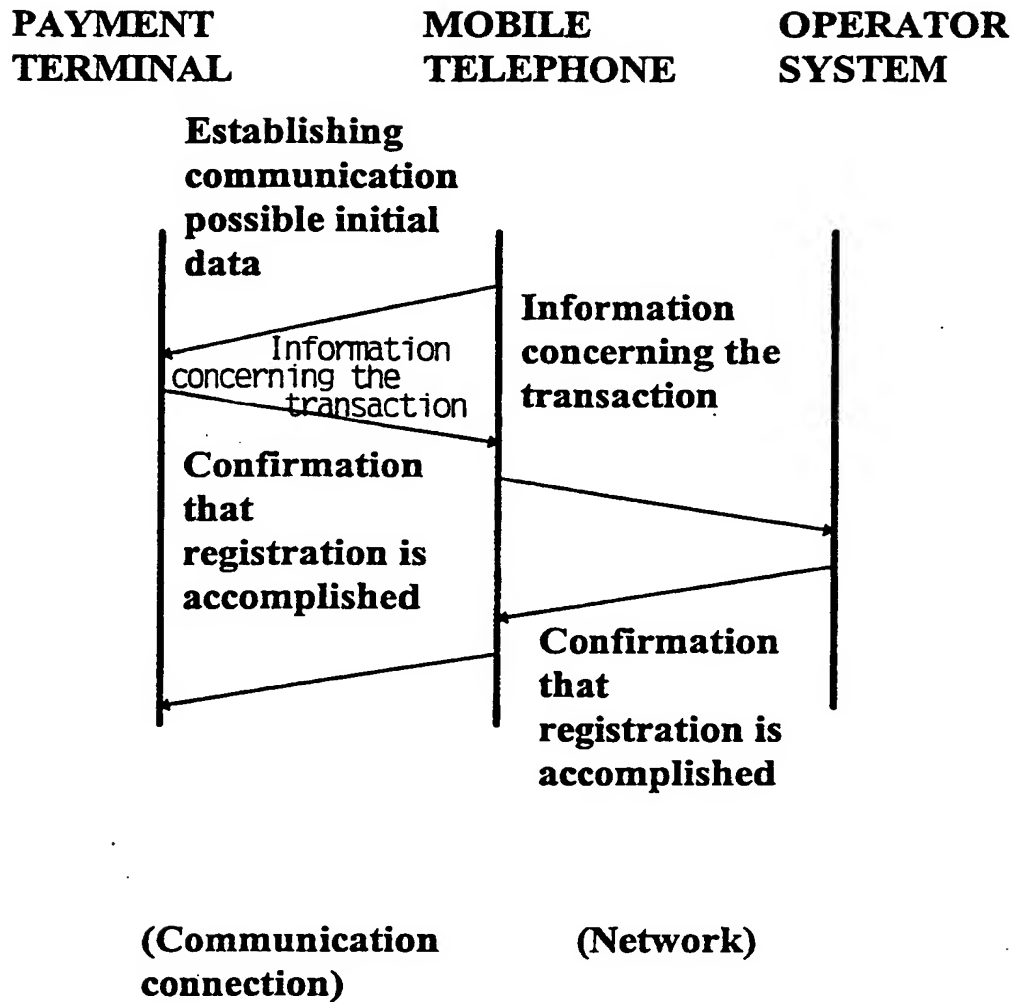 PAYMENT
TERMINAL
MOBILE
TELEPHONE
OPERATOR
SYSTEM
Establishing
communication
possible initial
data
Information
concerning the
transaction
Information
concerning the
transaction
Confirmation
that
registration is
accomplished
Confirmation
that
registration is
accomplished
(Communication
connection)
(Network)